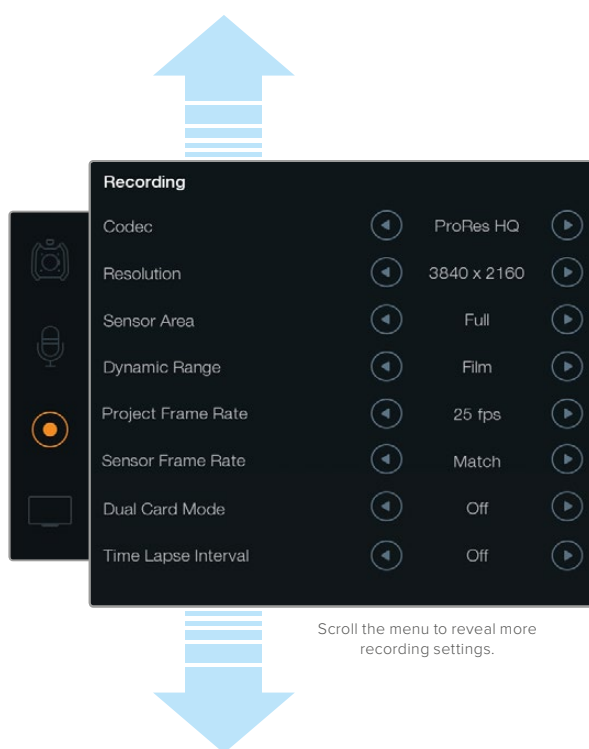 Recording
Codec ProRes HQ
Resolution 3840 x 2160
Sensor Area Full
Dynamic Range Film
Project Frame Rate 25 fps
Sensor Frame Rate Match
Dual Card Mode Off
Time Lapse Interval Off
Scroll the menu to reveal more
recording settings.